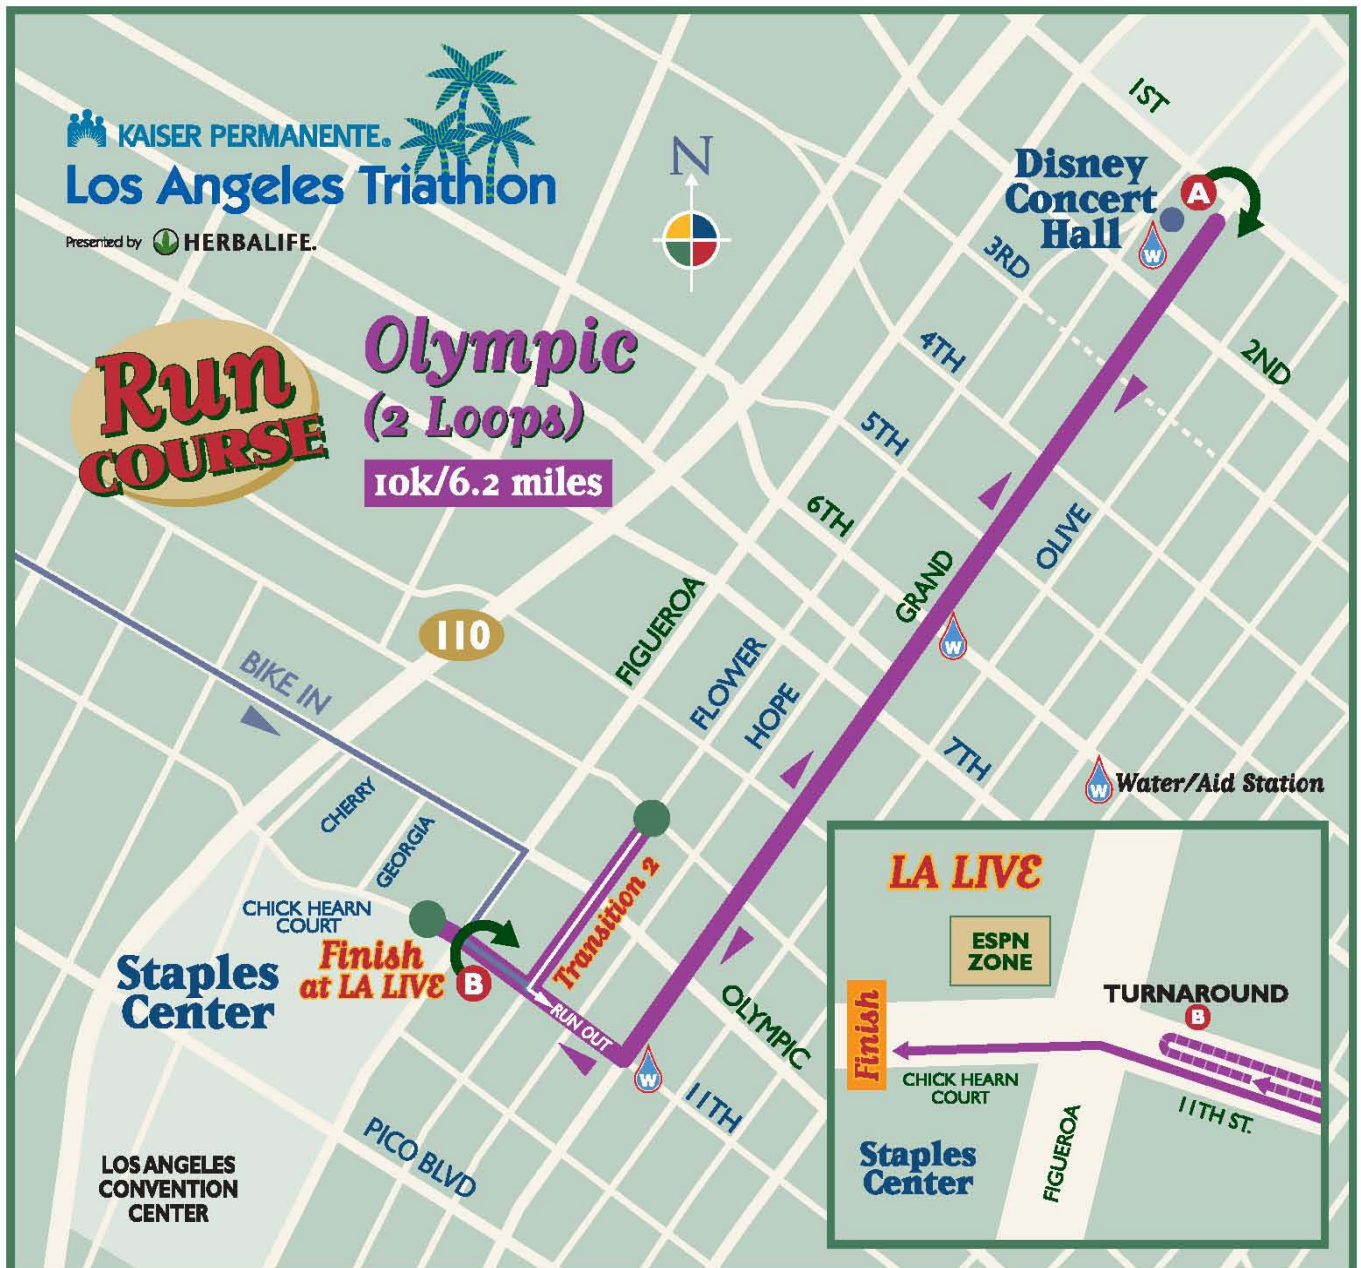 KAISER PERMANENTE®
Los Angeles Triathlon
Presented by HERBALIFE.
N
Run
COURSE
Olympic
(2 Loops)
10k/6.2 miles
1ST
Disney
Concert
Hall
A
W
3RD
2ND
4TH
5TH
6TH
OLIVE
GRAND
W
110
FIGUEROA
FLOWER
HOPE
7TH
BIKE IN
W Water/Aid Station
CHERRY
GEORGIA
Transition 2
CHICK HEARN
COURT
Finish
at LA LIVE
B
Staples
Center
RUN OUT
W
OLYMPIC
11TH
PICO BLVD
LOS ANGELES
CONVENTION
CENTER
LA LIVE
ESPN
ZONE
TURNAROUND
B
Finish
CHICK HEARN
COURT
11TH ST.
FIGUEROA
Staples
Center